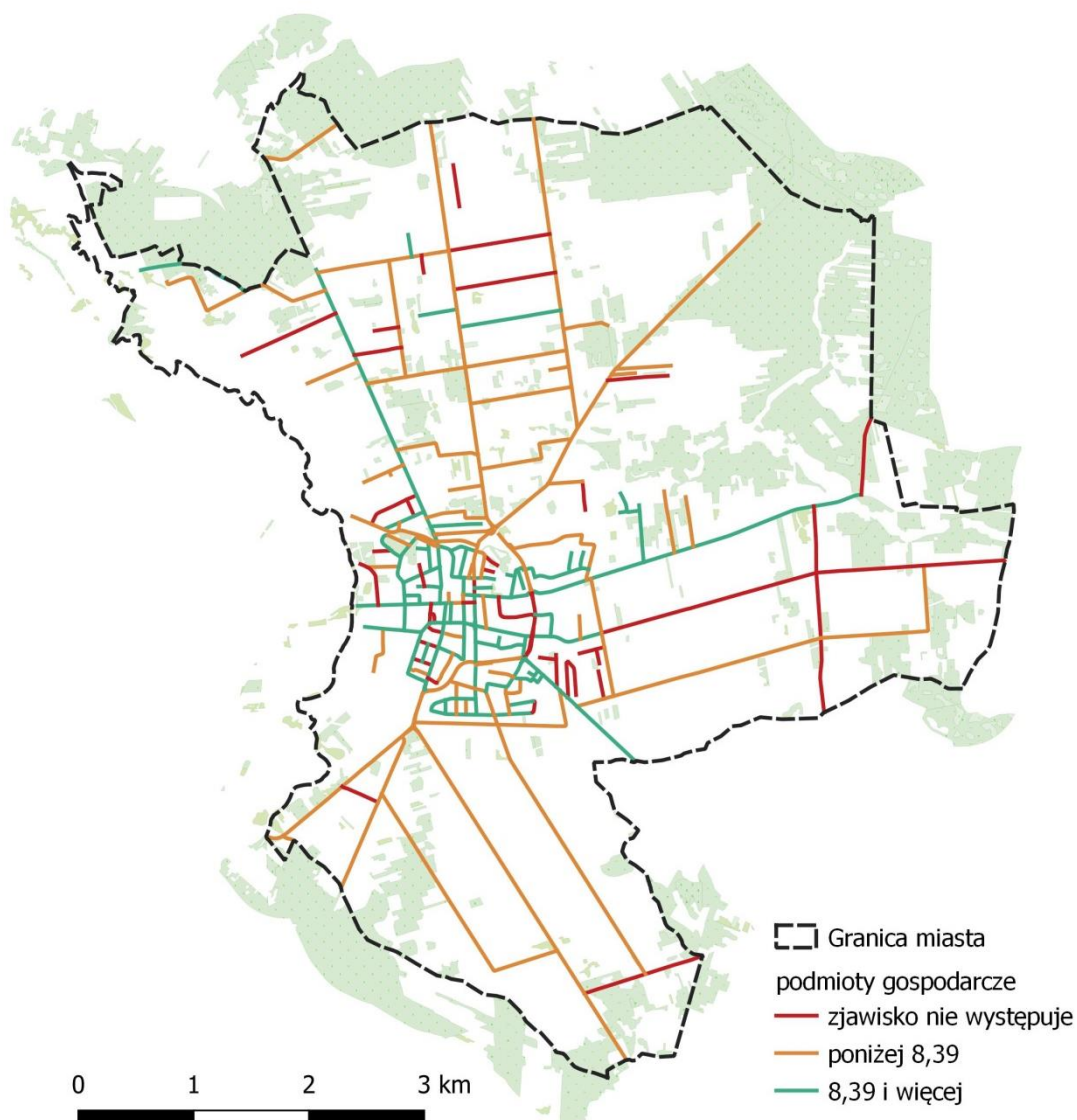 Granica miasta
podmioty gospodarcze
zjawisko nie występuje
poniżej 8,39
8,39 i więcej
0 1 2 3 km